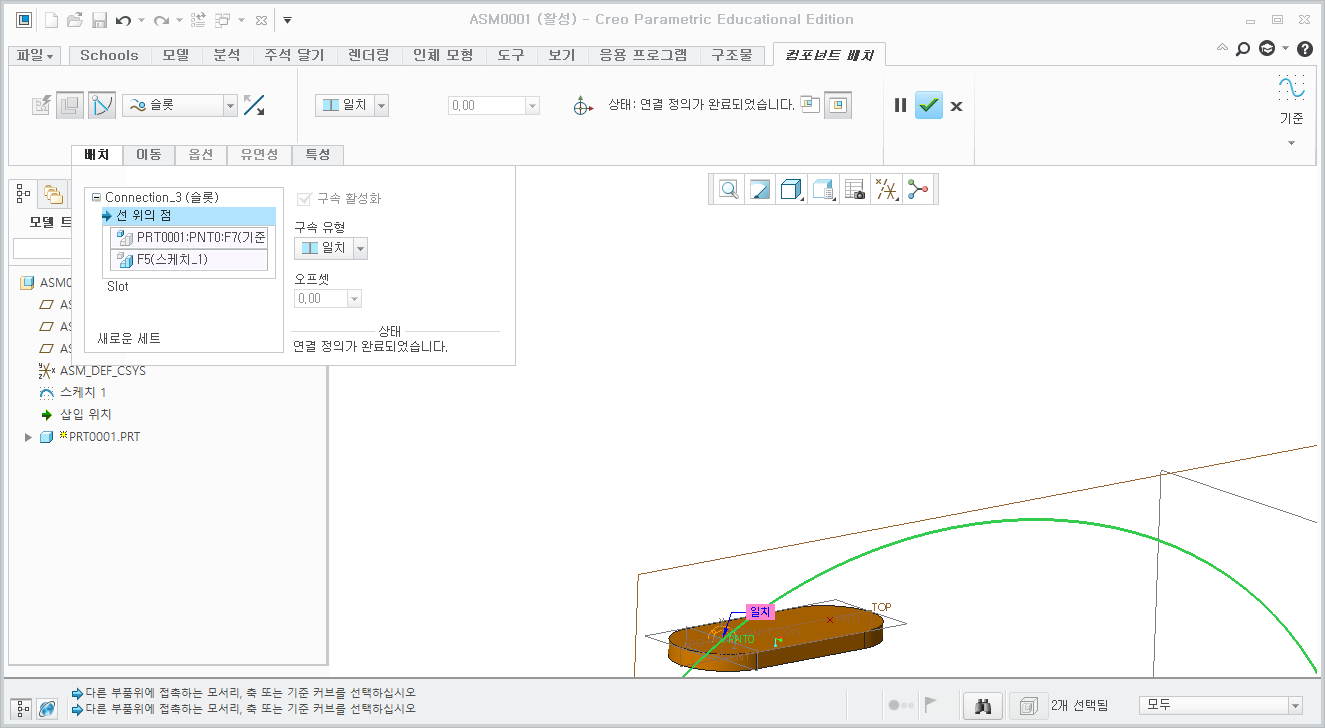 ASM0001 (활성) - Creo Parametric Educational Edition
파일 Schools 모델 분석 주석 달기 렌더링 인체 모형 도구 보기 응용 프로그램 구조물 컴포넌트 배치
슬롯 일치 0,00 상태: 연결 정의가 완료되었습니다.
기준
배치 이동 옵션 유연성 특성
Connection_3 (슬롯)
선 위의 점
PRT0001:PNT0:F7(기준
F5(스케치_1)
Slot
새로운 세트
구속 활성화
구속 유형
일치
오프셋
0,00
상태
연결 정의가 완료되었습니다.
모델 트
ASM0
AS
AS
AS
ASM_DEF_CSYS
스케치 1
삽입 위치
PRT0001.PRT
일치
TOP
PNT0
다른 부품위에 접촉하는 모서리, 축 또는 기준 커브를 선택하십시오
다른 부품위에 접촉하는 모서리, 축 또는 기준 커브를 선택하십시오
2개 선택됨
모두